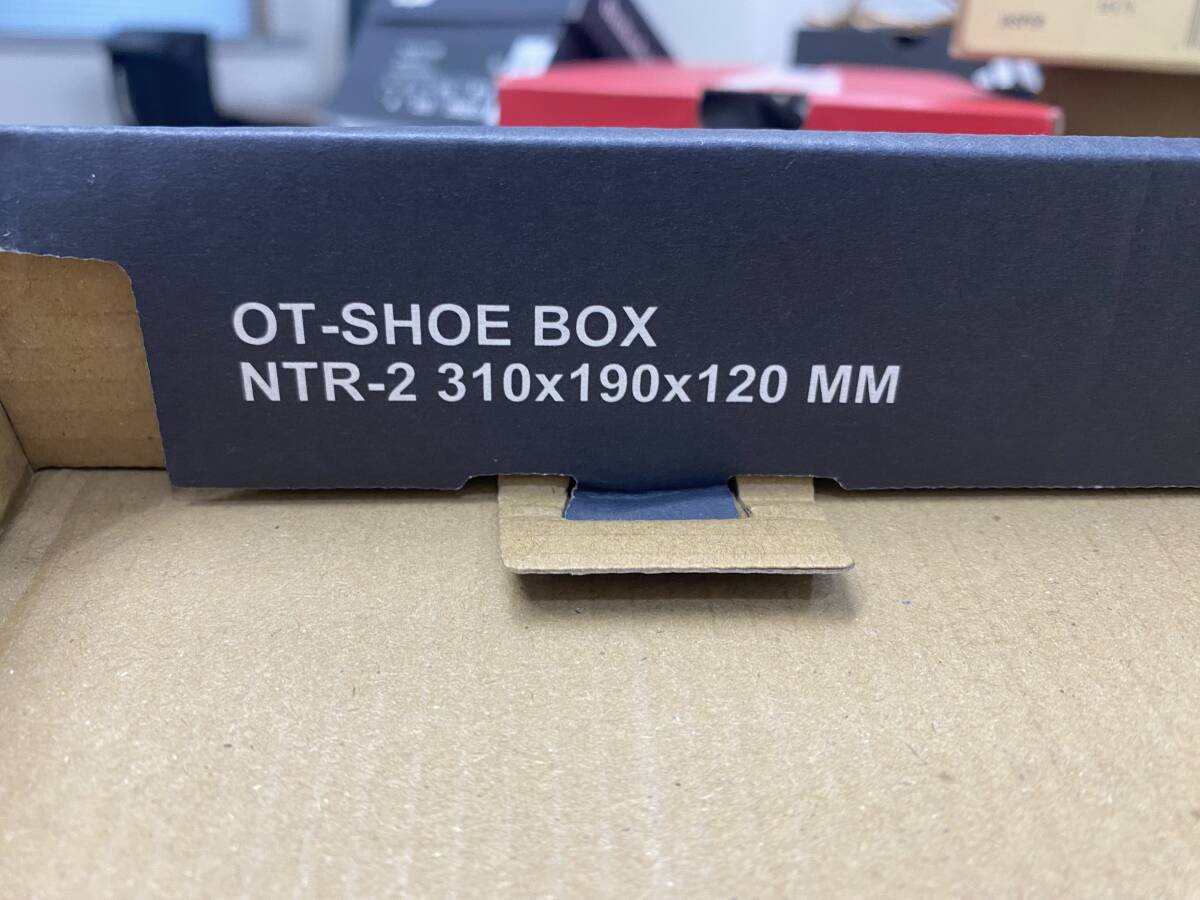 OT-SHOE BOX
NTR-2 310x190x120 MM